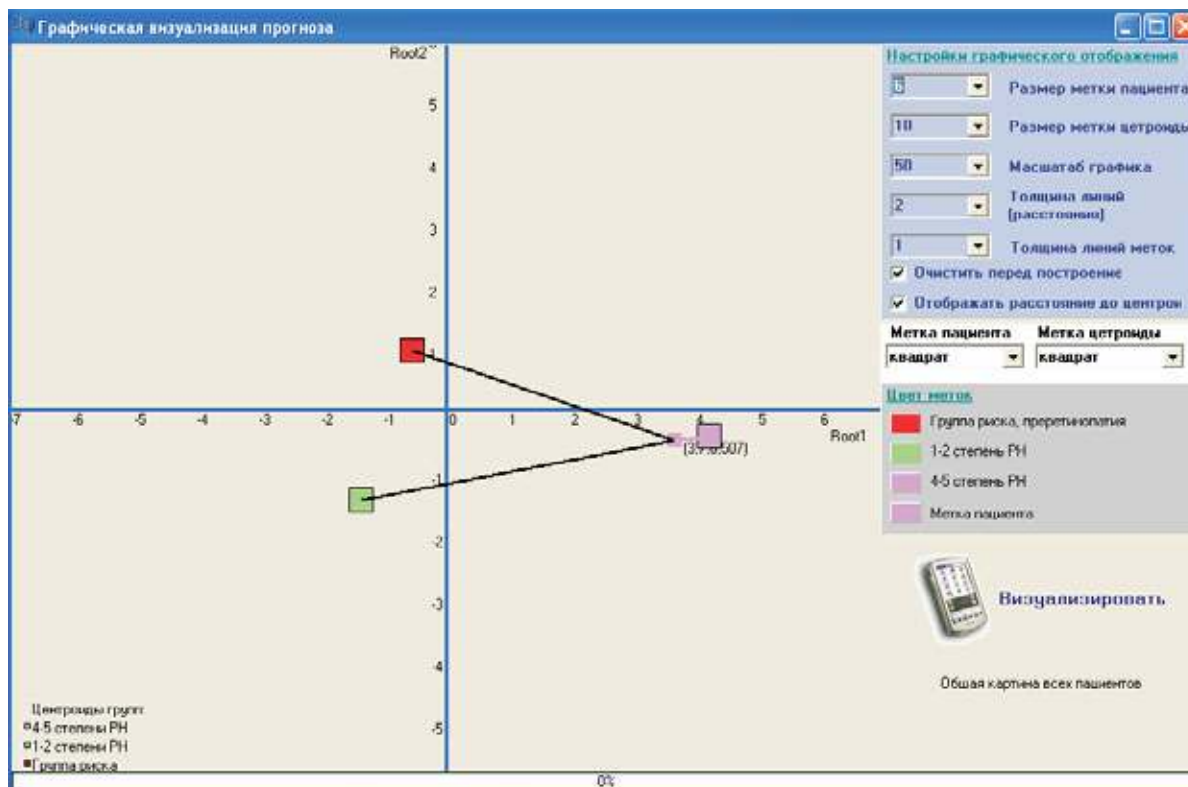 Графическая визуализация прогноза
Root2
5
4
3
2
1
-7 -6 -5 -4 -3 -2 -1 0 1 2 3 4 5 6
Root1
-1
-2
-3
-4
-5
Центроиды групп
4-5 степени РН
1-2 степени РН
Группа риска
0%
Настройки графического отображения
Размер метки пациента
10
Размер метки цетроиды
50
Масштаб графика
2
Толщина линий
(расстояния)
1
Толщина линий меток
Очистить перед построение
Отображать расстояние до центрои
Метка пациента Метка цетроиды
квадрат квадрат
Цвет меток
Группа риска, преретинопатия
1-2 степень РН
4-5 степень РН
Метка пациента
Визуализировать
Общая картина всех пациентов